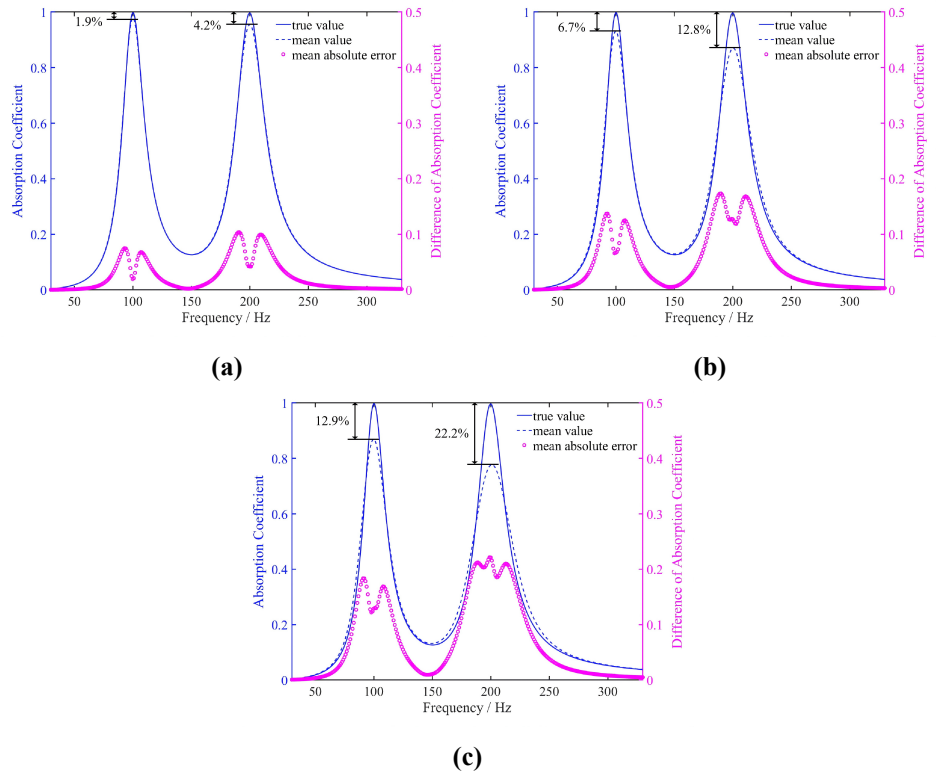 1.9%
4.2%
true value
mean value
mean absolute error
Absorption Coefficient
Difference of Absorption Coefficient
0
0.2
0.4
0.6
0.8
1
0
0.1
0.2
0.3
0.4
0.5
50 100 150 200 250 300
Frequency / Hz
(a)
6.7%
12.8%
true value
mean value
mean absolute error
Absorption Coefficient
Difference of Absorption Coefficient
0
0.2
0.4
0.6
0.8
1
0
0.1
0.2
0.3
0.4
0.5
50 100 150 200 250 300
Frequency / Hz
(b)
12.9%
22.2%
true value
mean value
mean absolute error
Absorption Coefficient
Difference of Absorption Coefficient
0
0.2
0.4
0.6
0.8
1
0
0.1
0.2
0.3
0.4
0.5
50 100 150 200 250 300
Frequency / Hz
(c)